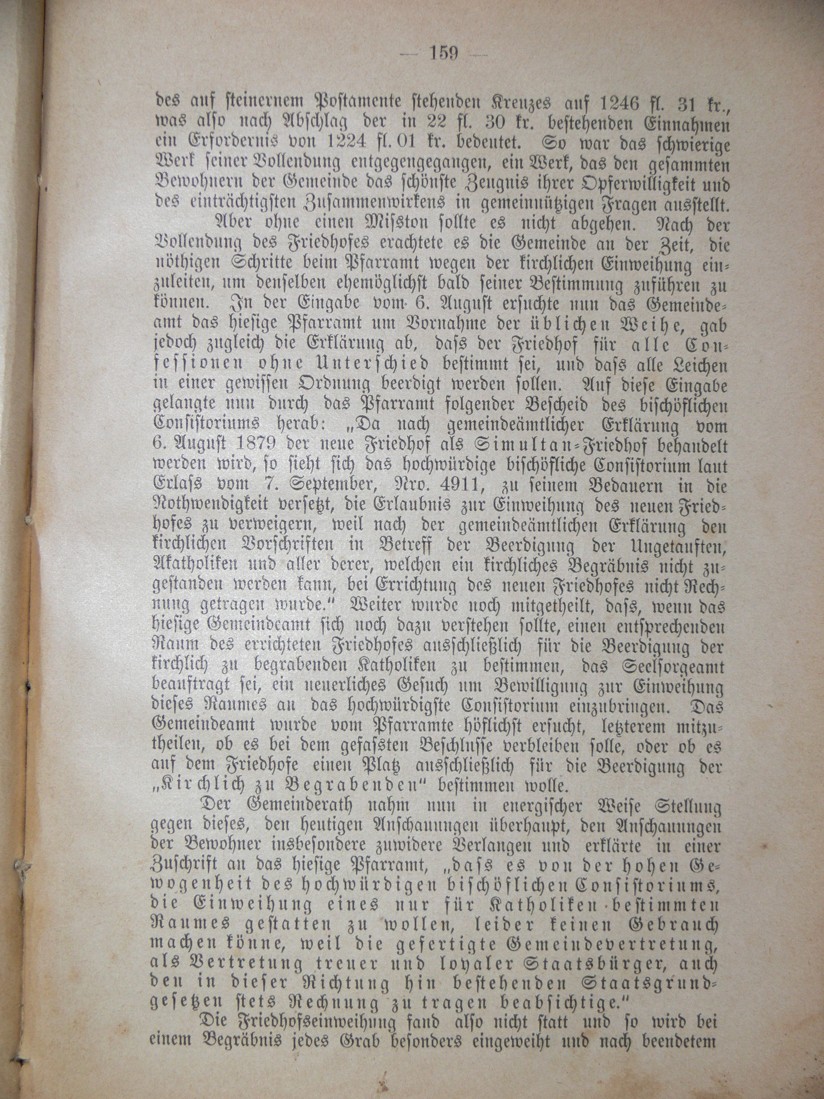 — 159 —
des auf steinernem Postamente stehenden Kreuzes auf 1246 fl. 31 kr.,
was also nach Abschlag der in 22 fl. 30 kr. bestehenden Einnahmen
ein Erfordernis von 1224 fl. 01 kr. bedeutet. So war das schwierige
Werk seiner Vollendung entgegengegangen, ein Werk, das den gesammten
Bewohnern der Gemeinde das schönste Zeugnis ihrer Opferwilligkeit und
des einträchtigsten Zusammenwirkens in gemeinnützigen Fragen ausstellt.
Aber ohne einen Misston sollte es nicht abgehen. Nach der
Vollendung des Friedhofes erachtete es die Gemeinde an der Zeit, die
nöthigen Schritte beim Pfarramt wegen der kirchlichen Einweihung ein-
zuleiten, um denselben ehemöglichst bald seiner Bestimmung zuführen zu
können. In der Eingabe vom 6. August ersuchte nun das Gemeinde-
amt das hiesige Pfarramt um Vornahme der üblichen Weihe, gab
jedoch zugleich die Erklärung ab, dass der Friedhof für alle Con-
fessionen ohne Unterschied bestimmt sei, und dass alle Leichen
in einer gewissen Ordnung beerdigt werden sollen. Auf diese Eingabe
gelangte nun durch das Pfarramt folgender Bescheid des bischöflichen
Consistoriums herab: „Da nach gemeindeämtlicher Erklärung vom
6. August 1879 der neue Friedhof als Simultan-Friedhof behandelt
werden wird, so sieht sich das hochwürdige bischöfliche Consistorium laut
Erlass vom 7. September, Nro. 4911, zu seinem Bedauern in die
Nothwendigkeit versetzt, die Erlaubnis zur Einweihung des neuen Fried-
hofes zu verweigern, weil nach der gemeindeämtlichen Erklärung den
kirchlichen Vorschriften in Betreff der Beerdigung der Ungetauften,
Akatholiken und aller derer, welchen ein kirchliches Begräbnis nicht zu-
gestanden werden kann, bei Errichtung des neuen Friedhofes nicht Rech-
nung getragen wurde.“ Weiter wurde noch mitgetheilt, dass, wenn das
hiesige Gemeindeamt sich noch dazu verstehen sollte, einen entsprechenden
Raum des errichteten Friedhofes ausschließlich für die Beerdigung der
kirchlich zu begrabenden Katholiken zu bestimmen, das Seelsorgeamt
beauftragt sei, ein neuerliches Gesuch um Bewilligung zur Einweihung
dieses Raumes an das hochwürdigste Consistorium einzubringen. Das
Gemeindeamt wurde vom Pfarramte höflichst ersucht, letzterem mitzu-
theilen, ob es bei dem gefassten Beschlusse verbleiben solle, oder ob es
auf dem Friedhofe einen Platz ausschließlich für die Beerdigung der
„Kirchlich zu Begrabenden“ bestimmen wolle.
Der Gemeinderath nahm nun in energischer Weise Stellung
gegen dieses, den heutigen Anschauungen überhaupt, den Anschauungen
der Bewohner insbesondere zuwidere Verlangen und erklärte in einer
Zuschrift an das hiesige Pfarramt, „dass es von der hohen Ge-
wogenheit des hochwürdigen bischöflichen Consistoriums,
die Einweihung eines nur für Katholiken bestimmten
Raumes gestatten zu wollen, leider keinen Gebrauch
machen könne, weil die gefertigte Gemeindevertretung,
als Vertretung treuer und loyaler Staatsbürger, auch
den in dieser Richtung hin bestehenden Staatsgrund-
gesetzen stets Rechnung zu tragen beabsichtige.“
Die Friedhofseinweihung fand also nicht statt und so wird bei
einem Begräbnis jedes Grab besonders eingeweiht und nach beendetem